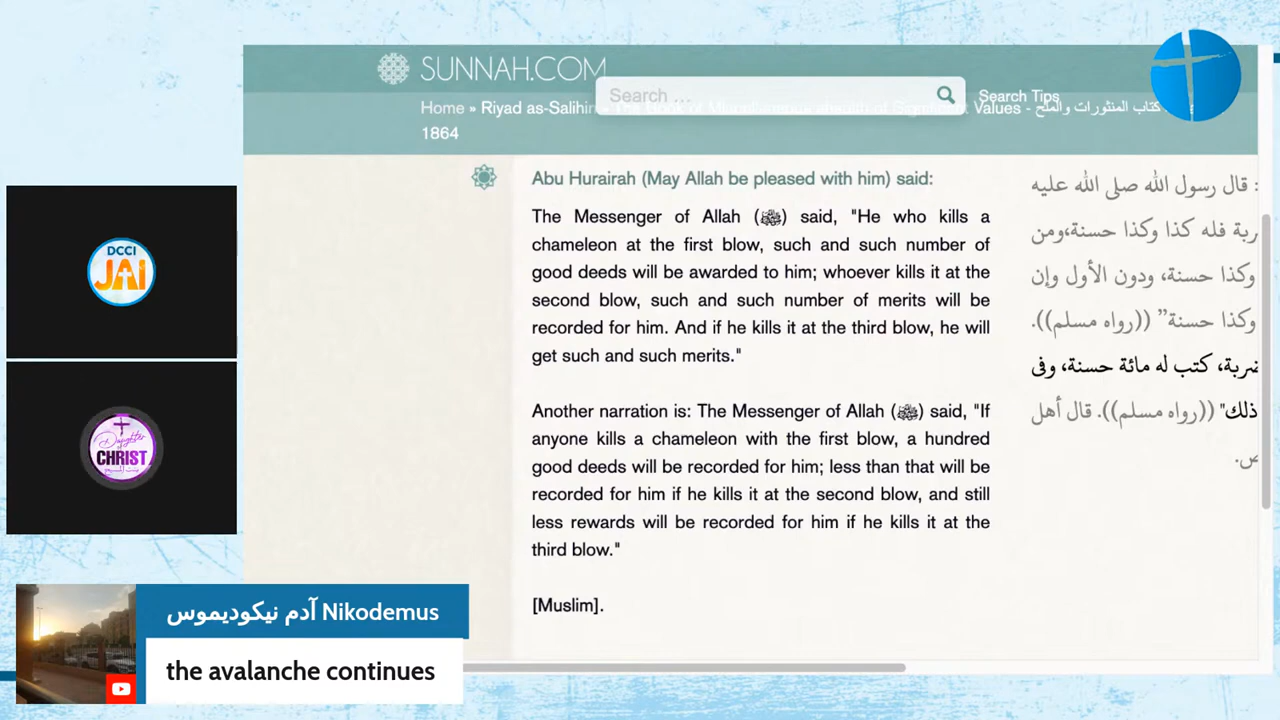 SUNNAH.COM
Search ...
Search Tips
Home » Riyad as-Salihin
Values - كتاب المنثورات والملح
1864
Abu Hurairah (May Allah be pleased with him) said:
The Messenger of Allah (ﷺ) said, "He who kills a
chameleon at the first blow, such and such number of
good deeds will be awarded to him; whoever kills it at the
second blow, such and such number of merits will be
recorded for him. And if he kills it at the third blow, he will
get such and such merits."
Another narration is: The Messenger of Allah (ﷺ) said, "If
anyone kills a chameleon with the first blow, a hundred
good deeds will be recorded for him; less than that will be
recorded for him if he kills it at the second blow, and still
less rewards will be recorded for him if he kills it at the
third blow."
[Muslim].
: قال رسول الله صلى الله عليه
ربة فله كذا وكذا حسنة،ومن
وكذا حسنة، ودون الأول وإن
وكذا حسنة” ((رواه مسلم)).
ضربة، كتب له مائة حسنة، وفى
ذلك" ((رواه مسلم)). قال أهل
ص.
DCCI
JAI
Daughter
CHRIST
بنت المسيح
آدم نيكوديموس Nikodemus
the avalanche continues